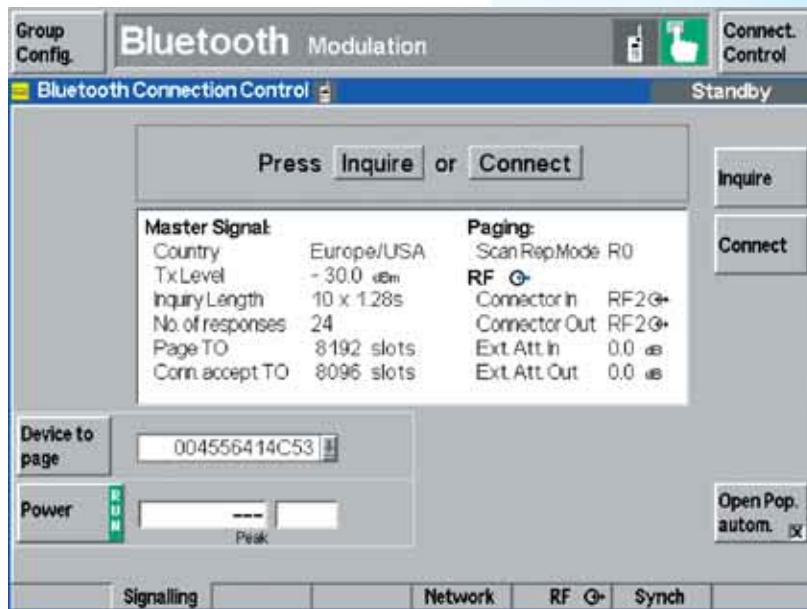 Group
Config.
Bluetooth Modulation
Connect.
Control
Bluetooth Connection Control
Standby
Press Inquire or Connect
Inquire
Connect
Master Signal:
Country Europe/USA
Tx Level - 30.0 dBm
Inquiry Length 10 x 1.28s
No. of responses 24
Page TO 8192 slots
Conn. accept TO 8096 slots
Paging:
Scan Rep.Mode R0
RF
Connector In RF2
Connector Out RF2
Ext. Att. In 0.0 dB
Ext. Att. Out 0.0 dB
Device to
page
004556414C53
Power
RUN
---
Peak
Open Pop.
autom.
Signalling
Network
RF
Synch